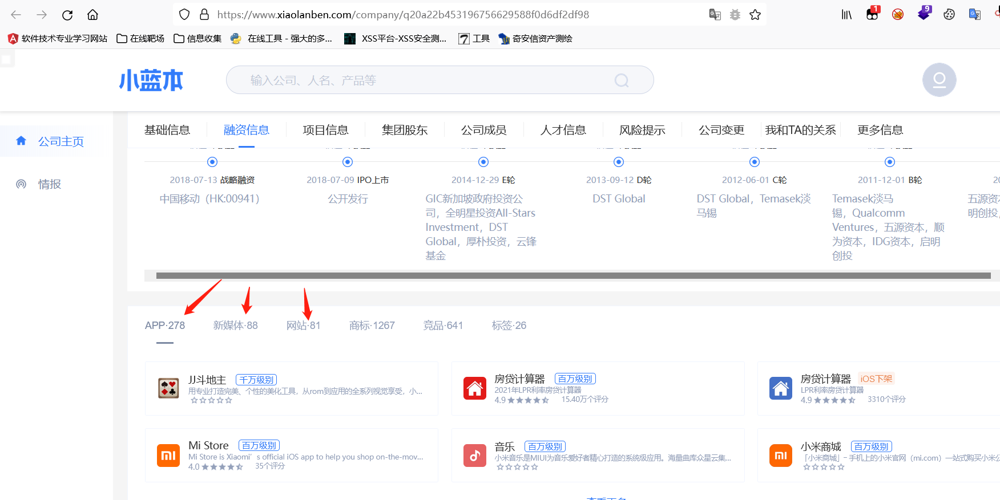 https://www.xiaolanben.com/company/q20a22b453196756629588f0d6df2df98
1
9
软件技术专业学习网站
在线靶场
信息收集
在线工具 - 强大的多...
XSS平台-XSS安全测...
工具
奇安信资产测绘
小蓝本
输入公司、人名、产品等
公司主页
情报
基础信息
融资信息
项目信息
集团股东
公司成员
人才信息
风险提示
公司变更
我和TA的关系
更多信息
2018-07-13 战略融资
中国移动（HK:00941）
2018-07-09 IPO上市
公开发行
2014-12-29 E轮
GIC新加坡政府投资公
司，全明星投资All-Stars
Investment，DST
Global，厚朴投资，云锋
基金
2013-09-12 D轮
DST Global
2012-06-01 C轮
DST Global，Temasek淡
马锡
2011-12-01 B轮
Temasek淡马
锡，Qualcomm
Ventures，五源资本，顺
为资本，IDG资本，启明
创投
五源资
明创投，
APP·278
新媒体·88
网站·81
商标·1267
竞品·641
标签·26
JJ斗地主 千万级别
用专业打造完美、个性的美化工具，从rom到应用的全系列视觉享受，小...
房贷计算器 百万级别
2021年LPR利率房贷计算器
4.9 15.40万个评分
房贷计算器 iOS下架
LPR利率房贷计算器
4.9 3310个评分
Mi Store 百万级别
Mi Store is Xiaomi’s official iOS app to help you shop on-the-mov...
4.0 35个评分
音乐 百万级别
小米音乐是MIUI为音乐爱好者精心打造的系统级应用。海量曲库众星云集...
小米商城 百万级别
「小米商城」- 手机上的小米官网（mi.com）一站式购买小米公